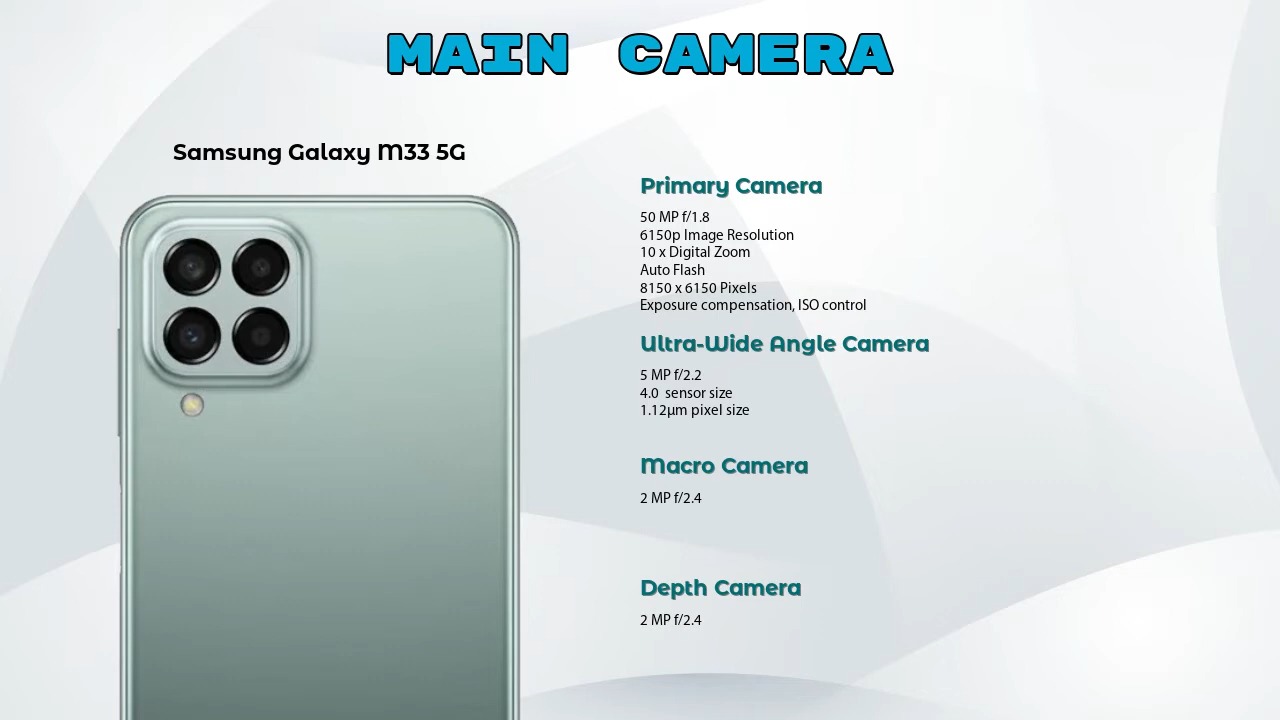 MAIN CAMERA
Samsung Galaxy M33 5G
Primary Camera
50 MP f/1.8
6150p Image Resolution
10 x Digital Zoom
Auto Flash
8150 x 6150 Pixels
Exposure compensation, ISO control
Ultra-Wide Angle Camera
5 MP f/2.2
4.0  sensor size
1.12µm pixel size
Macro Camera
2 MP f/2.4
Depth Camera
2 MP f/2.4